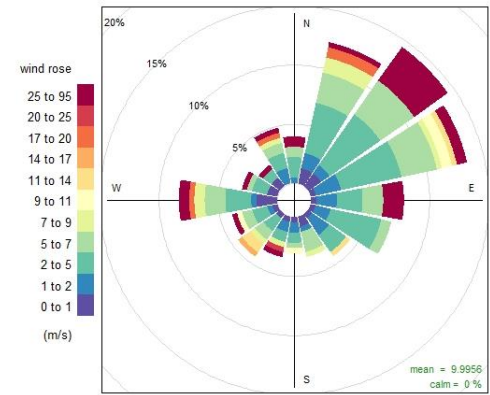 20%
N
15%
wind rose
25 to 95
20 to 25
10%
17 to 20
14 to 17
5%
11 to 14
W
E
9 to 11
7 to 9
5 to 7
2 to 5
1 to 2
0 to 1
(m/s)
mean = 9.9956
S
calm = 0 %